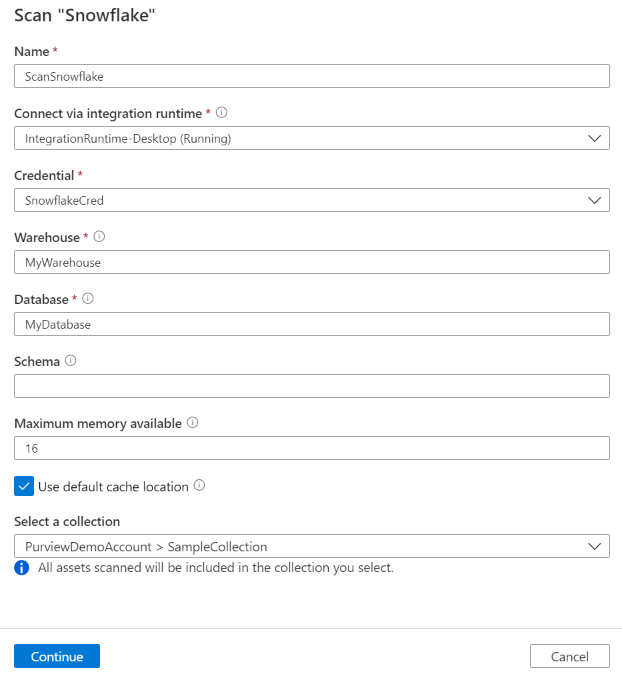 Scan "Snowflake"
Name *
ScanSnowflake
Connect via integration runtime *
IntegrationRuntime-Desktop (Running)
Credential *
SnowflakeCred
Warehouse *
MyWarehouse
Database *
MyDatabase
Schema
Maximum memory available
16
Use default cache location
Select a collection
PurviewDemoAccount > SampleCollection
All assets scanned will be included in the collection you select.
Continue
Cancel